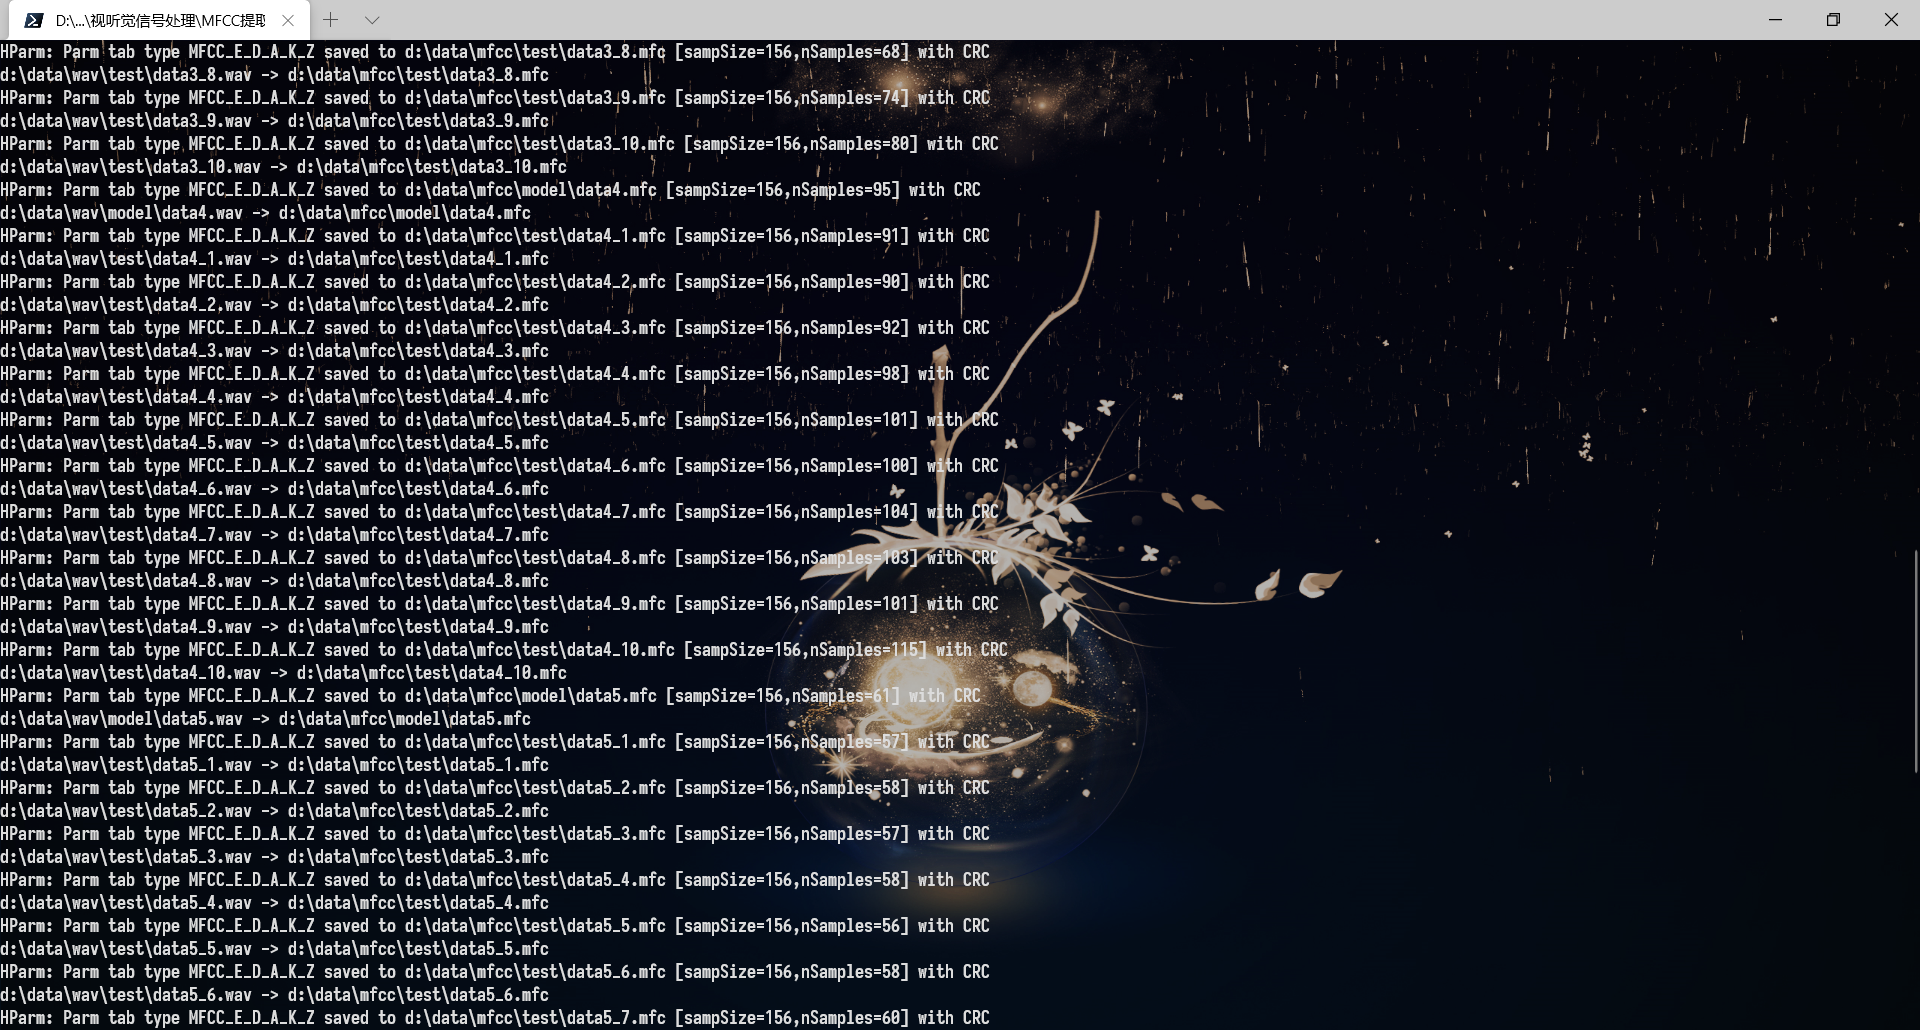 D:\...\视听觉信号处理\MFCC提取
HParm: Parm tab type MFCC_E_D_A_K_Z saved to d:\data\mfcc\test\data3_8.mfc [sampSize=156,nSamples=68] with CRC
d:\data\wav\test\data3_8.wav -> d:\data\mfcc\test\data3_8.mfc
HParm: Parm tab type MFCC_E_D_A_K_Z saved to d:\data\mfcc\test\data3_9.mfc [sampSize=156,nSamples=74] with CRC
d:\data\wav\test\data3_9.wav -> d:\data\mfcc\test\data3_9.mfc
HParm: Parm tab type MFCC_E_D_A_K_Z saved to d:\data\mfcc\test\data3_10.mfc [sampSize=156,nSamples=80] with CRC
d:\data\wav\test\data3_10.wav -> d:\data\mfcc\test\data3_10.mfc
HParm: Parm tab type MFCC_E_D_A_K_Z saved to d:\data\mfcc\model\data4.mfc [sampSize=156,nSamples=95] with CRC
d:\data\wav\model\data4.wav -> d:\data\mfcc\model\data4.mfc
HParm: Parm tab type MFCC_E_D_A_K_Z saved to d:\data\mfcc\test\data4_1.mfc [sampSize=156,nSamples=91] with CRC
d:\data\wav\test\data4_1.wav -> d:\data\mfcc\test\data4_1.mfc
HParm: Parm tab type MFCC_E_D_A_K_Z saved to d:\data\mfcc\test\data4_2.mfc [sampSize=156,nSamples=90] with CRC
d:\data\wav\test\data4_2.wav -> d:\data\mfcc\test\data4_2.mfc
HParm: Parm tab type MFCC_E_D_A_K_Z saved to d:\data\mfcc\test\data4_3.mfc [sampSize=156,nSamples=92] with CRC
d:\data\wav\test\data4_3.wav -> d:\data\mfcc\test\data4_3.mfc
HParm: Parm tab type MFCC_E_D_A_K_Z saved to d:\data\mfcc\test\data4_4.mfc [sampSize=156,nSamples=98] with CRC
d:\data\wav\test\data4_4.wav -> d:\data\mfcc\test\data4_4.mfc
HParm: Parm tab type MFCC_E_D_A_K_Z saved to d:\data\mfcc\test\data4_5.mfc [sampSize=156,nSamples=101] with CRC
d:\data\wav\test\data4_5.wav -> d:\data\mfcc\test\data4_5.mfc
HParm: Parm tab type MFCC_E_D_A_K_Z saved to d:\data\mfcc\test\data4_6.mfc [sampSize=156,nSamples=100] with CRC
d:\data\wav\test\data4_6.wav -> d:\data\mfcc\test\data4_6.mfc
HParm: Parm tab type MFCC_E_D_A_K_Z saved to d:\data\mfcc\test\data4_7.mfc [sampSize=156,nSamples=104] with CRC
d:\data\wav\test\data4_7.wav -> d:\data\mfcc\test\data4_7.mfc
HParm: Parm tab type MFCC_E_D_A_K_Z saved to d:\data\mfcc\test\data4_8.mfc [sampSize=156,nSamples=103] with CRC
d:\data\wav\test\data4_8.wav -> d:\data\mfcc\test\data4_8.mfc
HParm: Parm tab type MFCC_E_D_A_K_Z saved to d:\data\mfcc\test\data4_9.mfc [sampSize=156,nSamples=101] with CRC
d:\data\wav\test\data4_9.wav -> d:\data\mfcc\test\data4_9.mfc
HParm: Parm tab type MFCC_E_D_A_K_Z saved to d:\data\mfcc\test\data4_10.mfc [sampSize=156,nSamples=115] with CRC
d:\data\wav\test\data4_10.wav -> d:\data\mfcc\test\data4_10.mfc
HParm: Parm tab type MFCC_E_D_A_K_Z saved to d:\data\mfcc\model\data5.mfc [sampSize=156,nSamples=61] with CRC
d:\data\wav\model\data5.wav -> d:\data\mfcc\model\data5.mfc
HParm: Parm tab type MFCC_E_D_A_K_Z saved to d:\data\mfcc\test\data5_1.mfc [sampSize=156,nSamples=57] with CRC
d:\data\wav\test\data5_1.wav -> d:\data\mfcc\test\data5_1.mfc
HParm: Parm tab type MFCC_E_D_A_K_Z saved to d:\data\mfcc\test\data5_2.mfc [sampSize=156,nSamples=58] with CRC
d:\data\wav\test\data5_2.wav -> d:\data\mfcc\test\data5_2.mfc
HParm: Parm tab type MFCC_E_D_A_K_Z saved to d:\data\mfcc\test\data5_3.mfc [sampSize=156,nSamples=57] with CRC
d:\data\wav\test\data5_3.wav -> d:\data\mfcc\test\data5_3.mfc
HParm: Parm tab type MFCC_E_D_A_K_Z saved to d:\data\mfcc\test\data5_4.mfc [sampSize=156,nSamples=58] with CRC
d:\data\wav\test\data5_4.wav -> d:\data\mfcc\test\data5_4.mfc
HParm: Parm tab type MFCC_E_D_A_K_Z saved to d:\data\mfcc\test\data5_5.mfc [sampSize=156,nSamples=56] with CRC
d:\data\wav\test\data5_5.wav -> d:\data\mfcc\test\data5_5.mfc
HParm: Parm tab type MFCC_E_D_A_K_Z saved to d:\data\mfcc\test\data5_6.mfc [sampSize=156,nSamples=58] with CRC
d:\data\wav\test\data5_6.wav -> d:\data\mfcc\test\data5_6.mfc
HParm: Parm tab type MFCC_E_D_A_K_Z saved to d:\data\mfcc\test\data5_7.mfc [sampSize=156,nSamples=60] with CRC